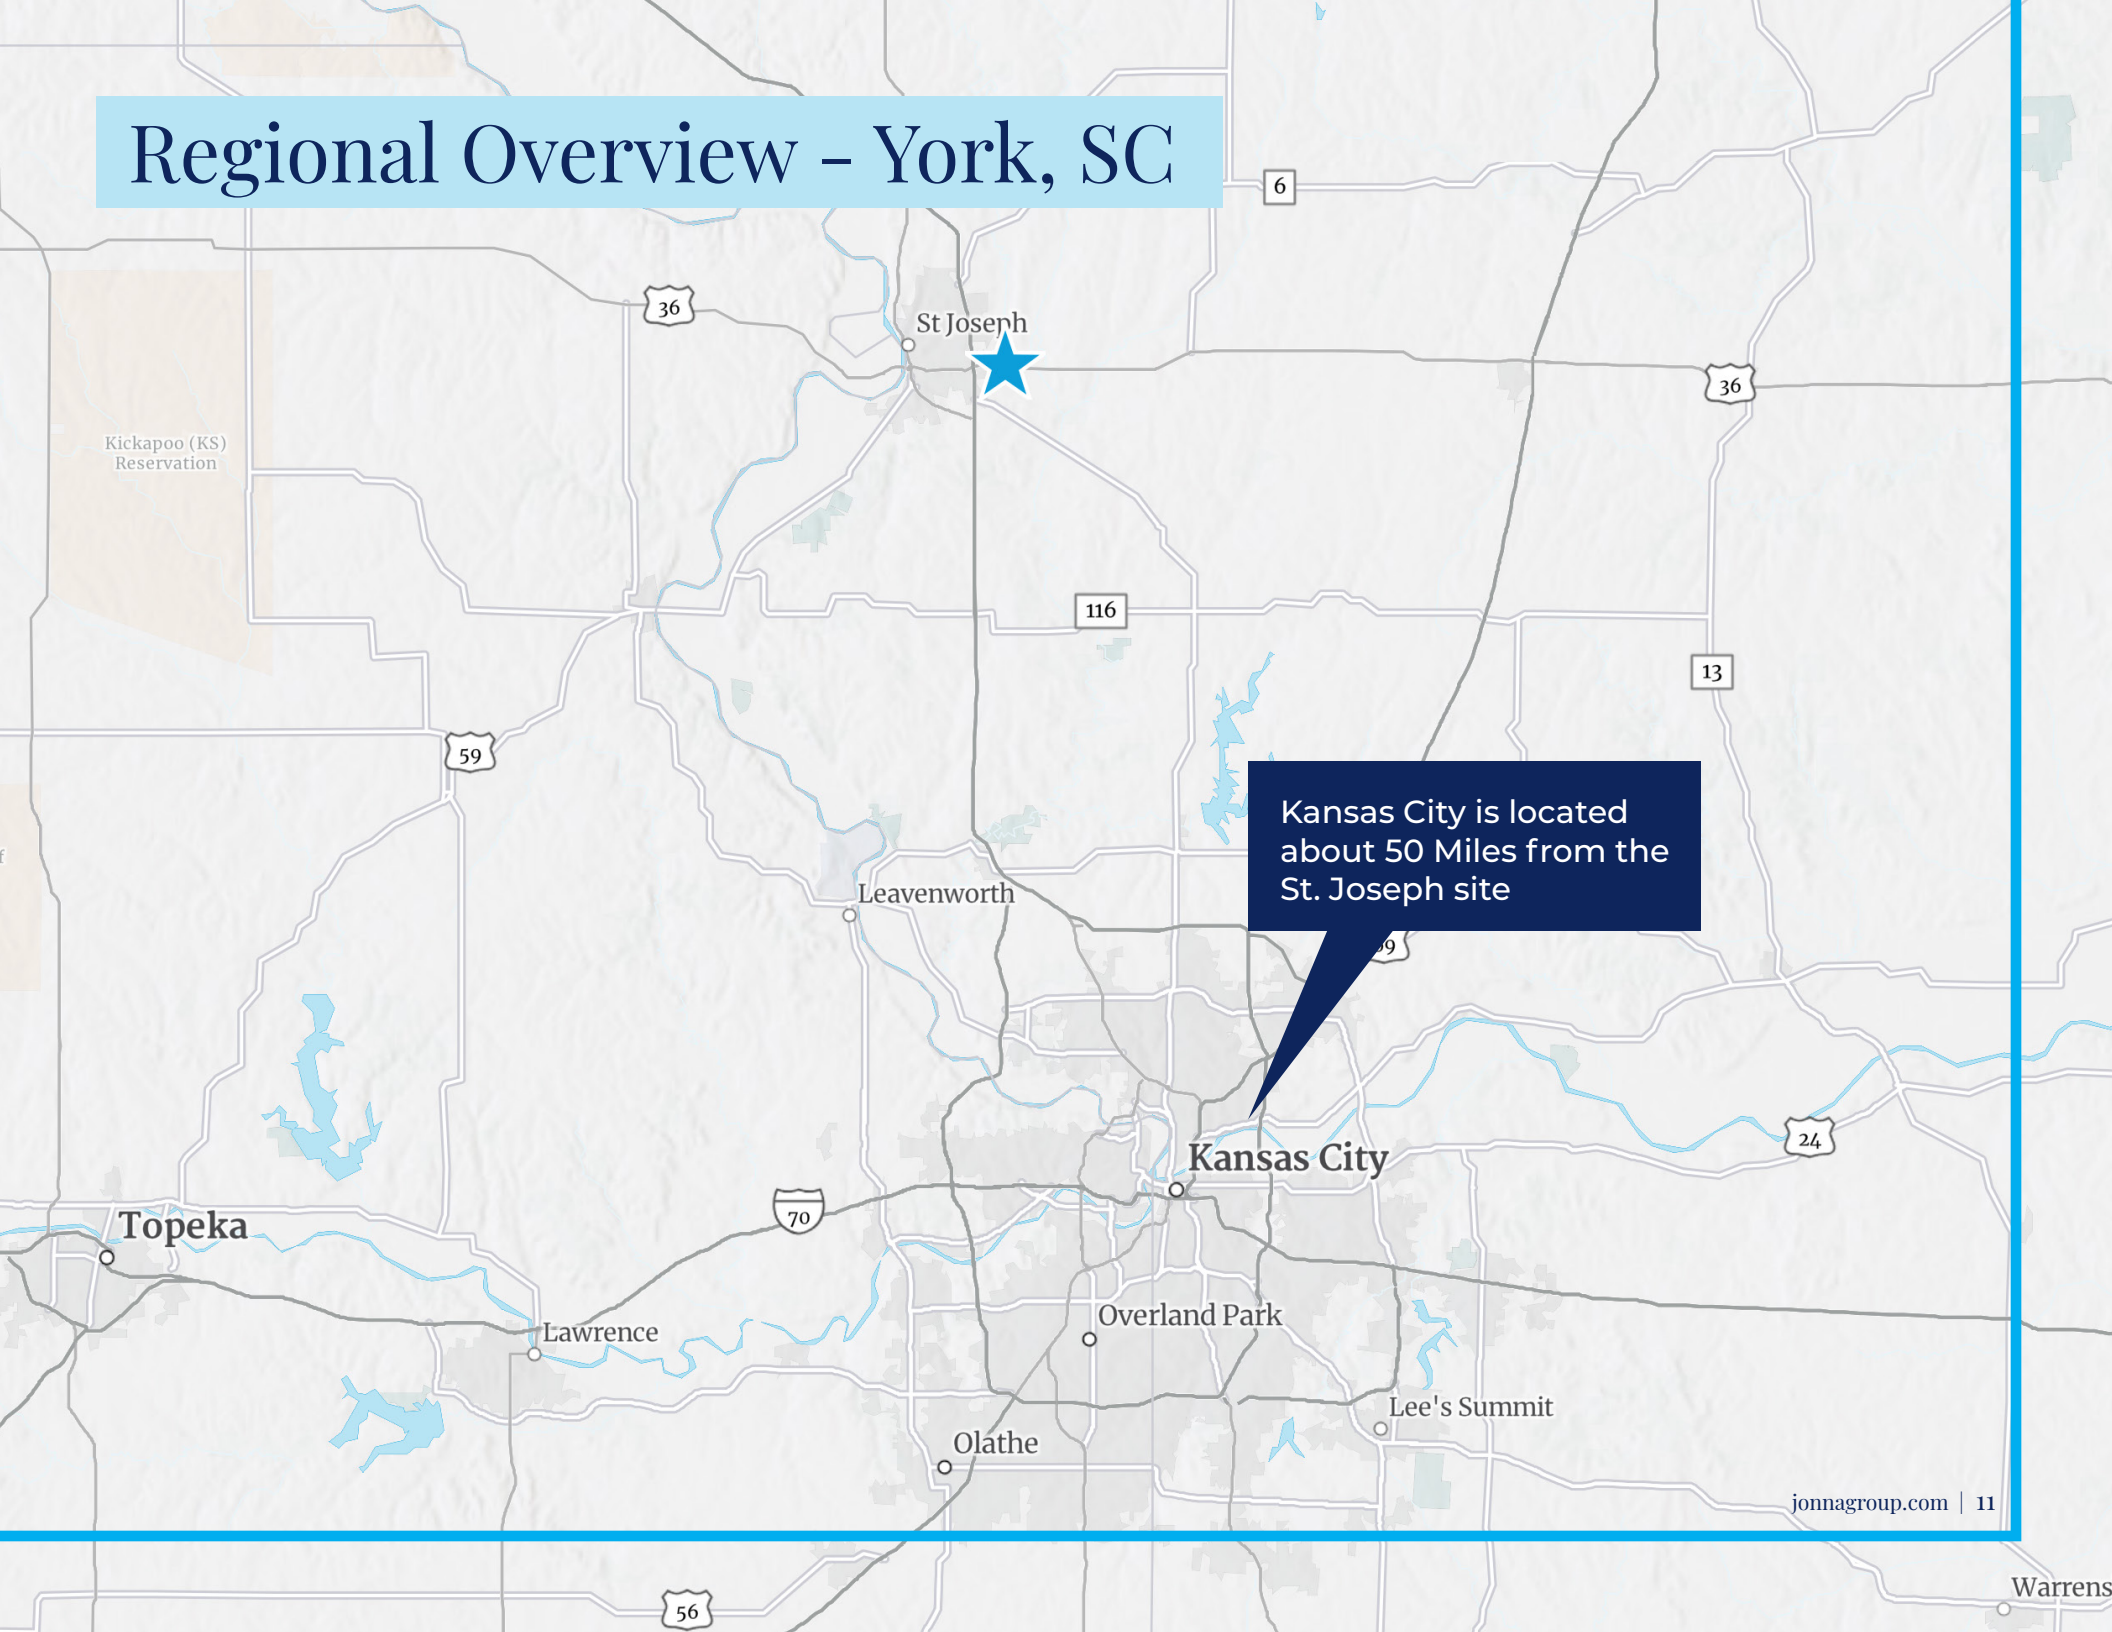 Regional Overview – York, SC
6
36
St Joseph
36
Kickapoo (KS)
Reservation
116
13
59
Kansas City is located
about 50 Miles from the
St. Joseph site
Leavenworth
24
Kansas City
70
Topeka
Overland Park
Lawrence
Lee's Summit
Olathe
jonnagroup.com | 11
Warrens
56